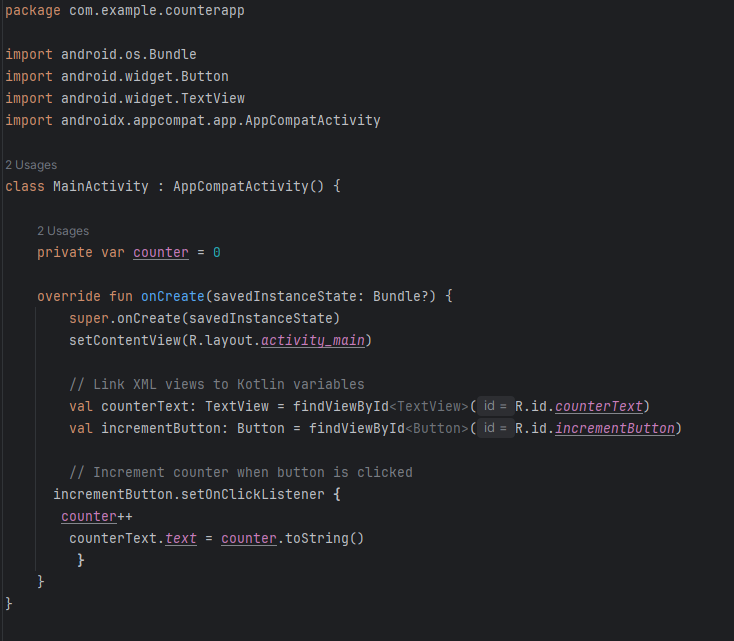 package com.example.counterapp
import android.os.Bundle
import android.widget.Button
import android.widget.TextView
import androidx.appcompat.app.AppCompatActivity
2 Usages
class MainActivity : AppCompatActivity() {
2 Usages
private var counter = 0
override fun onCreate(savedInstanceState: Bundle?) {
super.onCreate(savedInstanceState)
setContentView(R.layout.activity_main)
// Link XML views to Kotlin variables
val counterText: TextView = findViewById<TextView>( id = R.id.counterText)
val incrementButton: Button = findViewById<Button>( id = R.id.incrementButton)
// Increment counter when button is clicked
incrementButton.setOnClickListener {
counter++
counterText.text = counter.toString()
}
}
}